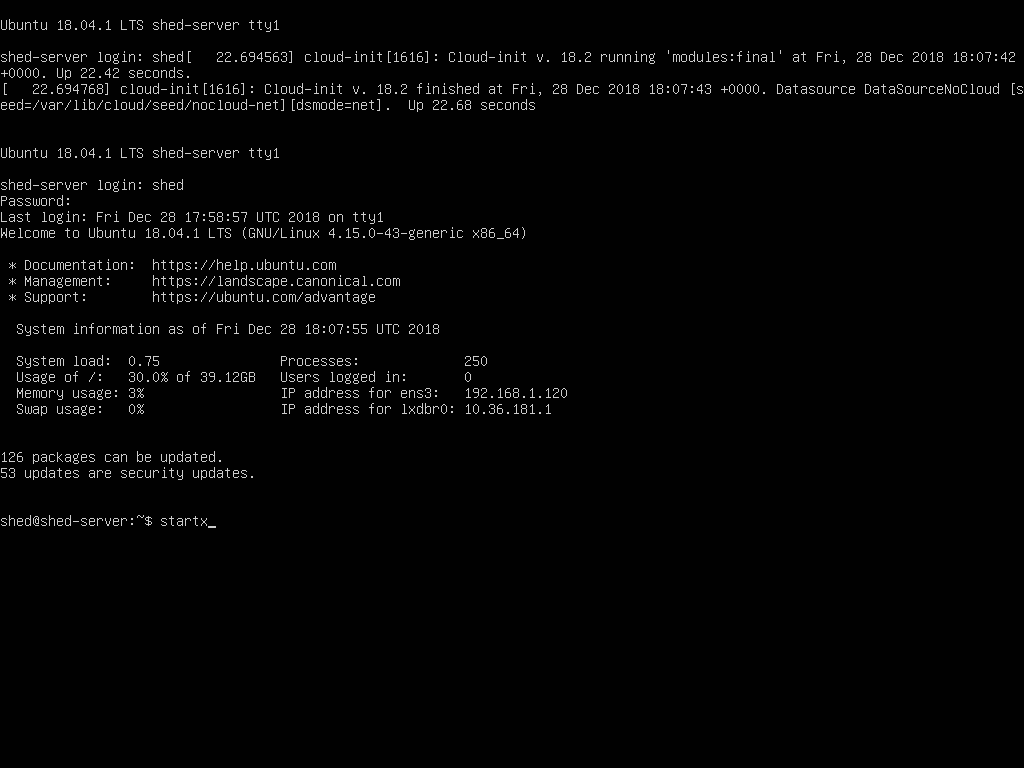 Ubuntu 18.04.1 LTS shed-server tty1
shed-server login: shed[   22.694563] cloud-init[1616]: Cloud-init v. 18.2 running 'modules:final' at Fri, 28 Dec 2018 18:07:42
+0000. Up 22.42 seconds.
[   22.694768] cloud-init[1616]: Cloud-init v. 18.2 finished at Fri, 28 Dec 2018 18:07:43 +0000. Datasource DataSourceNoCloud [s
eed=/var/lib/cloud/seed/nocloud-net][dsmode=net].  Up 22.68 seconds
Ubuntu 18.04.1 LTS shed-server tty1
shed-server login: shed
Password:
Last login: Fri Dec 28 17:58:57 UTC 2018 on tty1
Welcome to Ubuntu 18.04.1 LTS (GNU/Linux 4.15.0-43-generic x86_64)
 * Documentation:  https://help.ubuntu.com
 * Management:     https://landscape.canonical.com
 * Support:        https://ubuntu.com/advantage
  System information as of Fri Dec 28 18:07:55 UTC 2018
  System load:  0.75               Processes:             250
  Usage of /:   30.0% of 39.12GB   Users logged in:       0
  Memory usage: 3%                 IP address for ens3:   192.168.1.120
  Swap usage:   0%                 IP address for lxdbr0: 10.36.181.1
126 packages can be updated.
53 updates are security updates.
shed@shed-server:~$ startx_